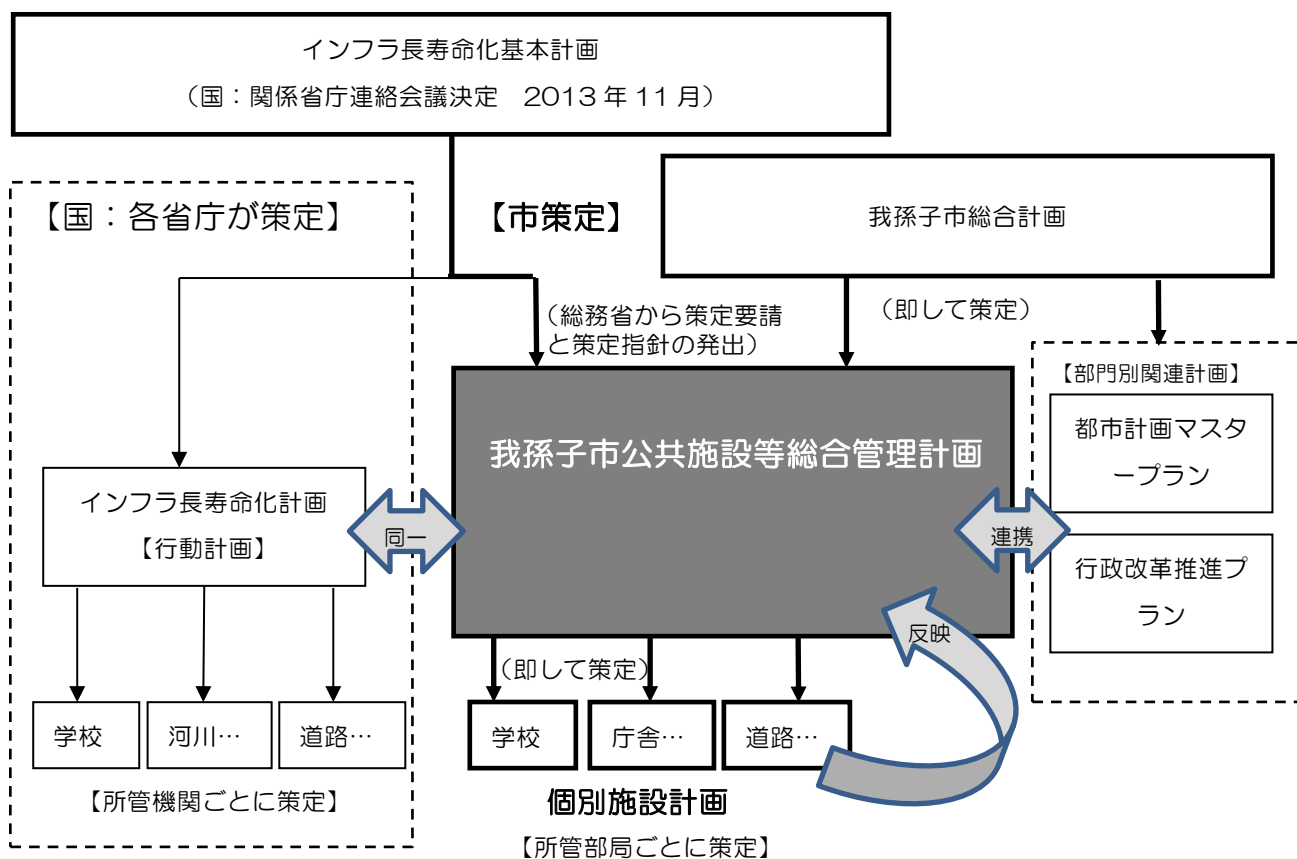 インフラ長寿命化基本計画
（国：関係省庁連絡会議決定　2013年11月）
【国：各省庁が策定】
【市策定】
我孫子市総合計画
（総務省から策定要請
と策定指針の発出）
（即して策定）
【部門別関連計画】
都市計画マスタ
ープラン
行政改革推進プ
ラン
我孫子市公共施設等総合管理計画
インフラ長寿命化計画
【行動計画】
同一
連携
反映
（即して策定）
学校
河川…
道路…
【所管機関ごとに策定】
学校
庁舎…
道路…
個別施設計画
【所管部局ごとに策定】